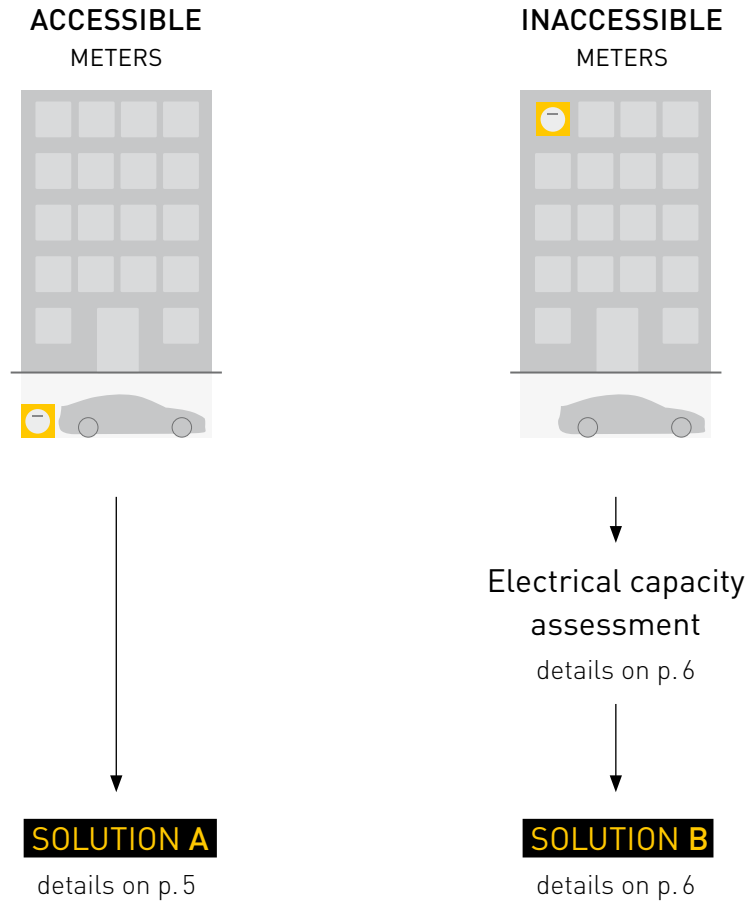 ACCESSIBLE
METERS
INACCESSIBLE
METERS
Electrical capacity
assessment
details on p. 6
SOLUTION A
details on p. 5
SOLUTION B
details on p. 6